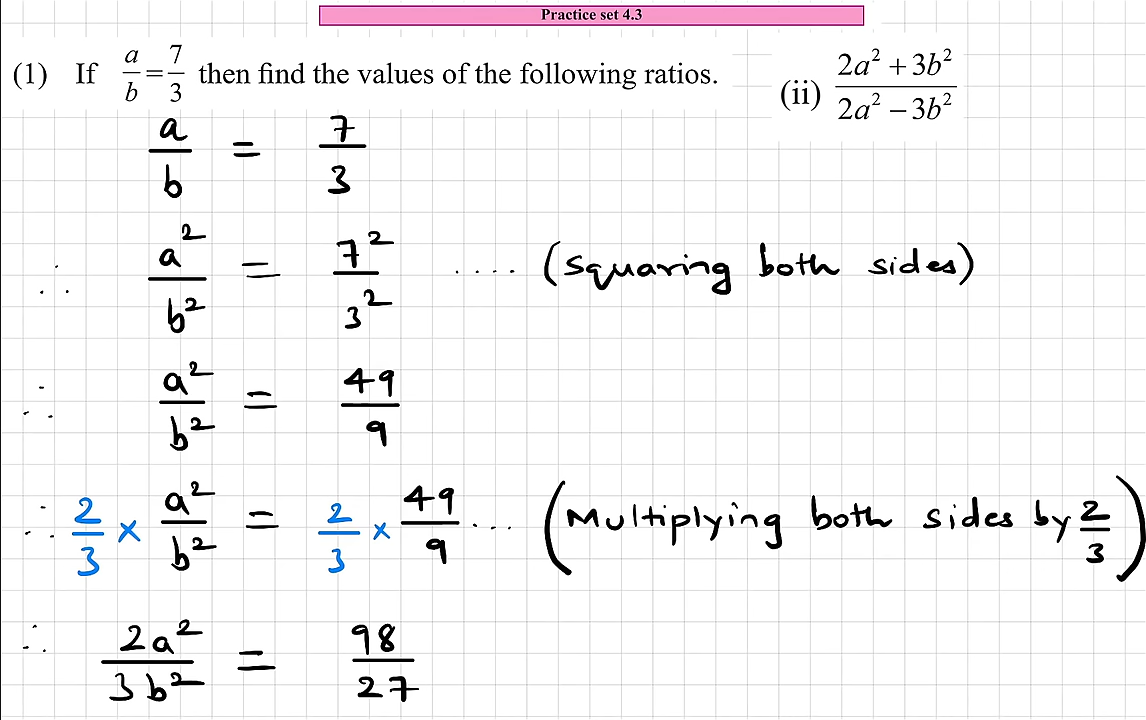 Practice set 4.3
(1) If a/b = 7/3 then find the values of the following ratios. (ii) (2a² + 3b²)/(2a² − 3b²)
a/b = 7/3
∴ a²/b² = 7²/3² .... (Squaring both sides)
∴ a²/b² = 49/9
∴ 2/3 × a²/b² = 2/3 × 49/9 ... (Multiplying both sides by 2/3)
∴ 2a²/3b² = 98/27